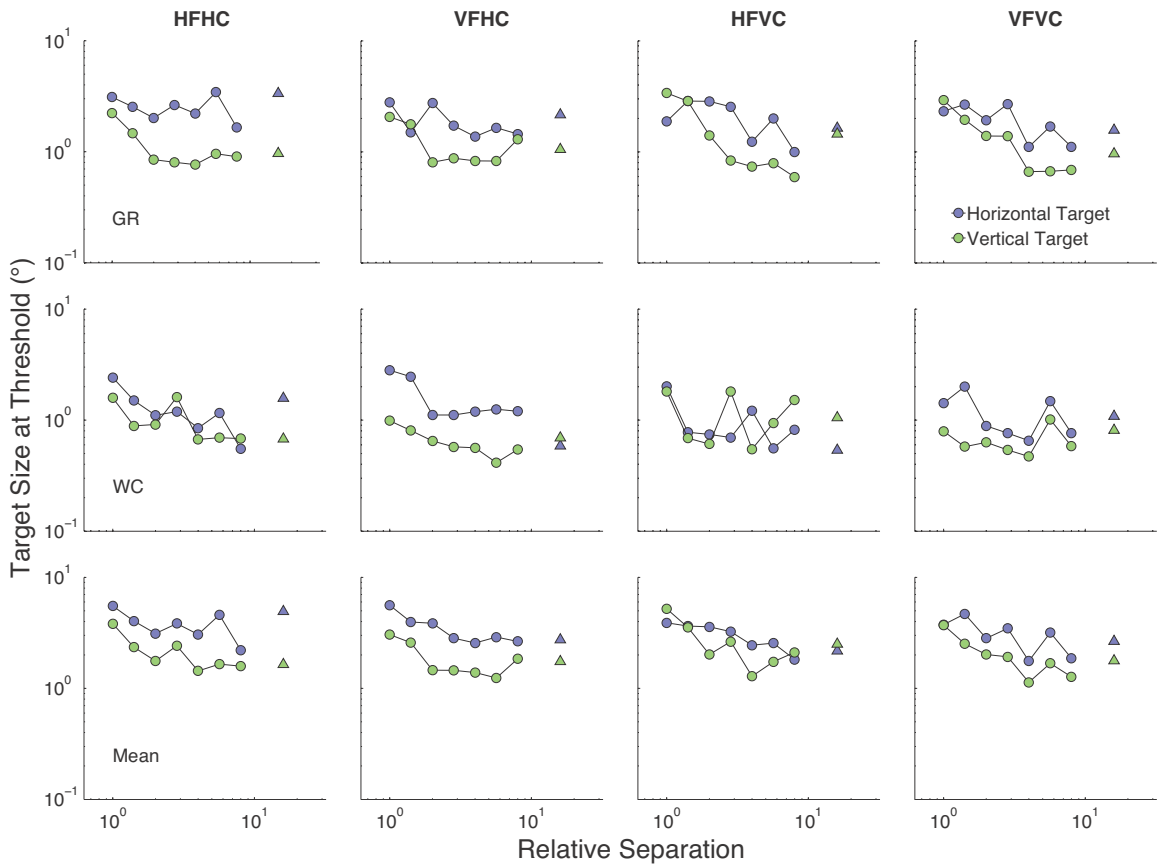 HFHC VFHC HFVC VFVC
10^1
10^0
10^-1
GR
Horizontal Target
Vertical Target
10^1
10^0
10^-1
WC
10^1
10^0
10^-1
Mean
10^0 10^1 10^0 10^1 10^0 10^1 10^0 10^1
Target Size at Threshold (°)
Relative Separation